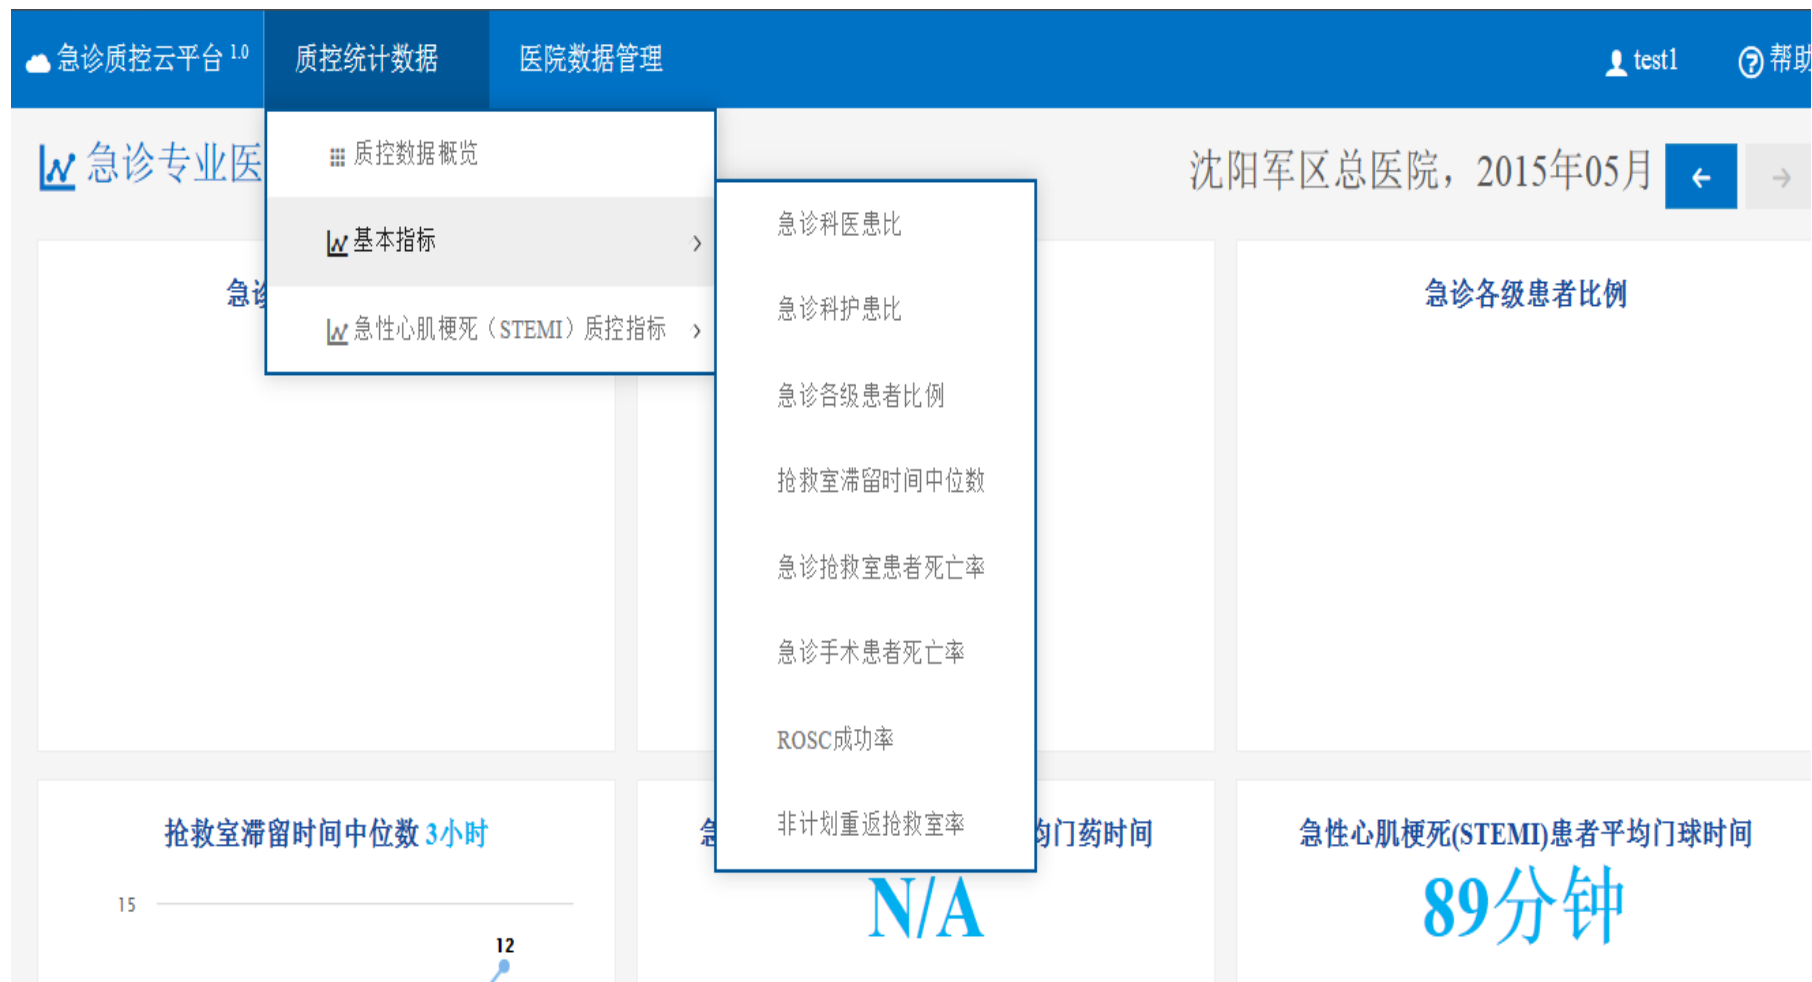 急诊质控云平台 1.0 质控统计数据 医院数据管理 test1 帮助
急诊专业医
沈阳军区总医院，2015年05月
质控数据概览
基本指标
急性心肌梗死（STEMI）质控指标
急诊科医患比
急诊科护患比
急诊各级患者比例
抢救室滞留时间中位数
急诊抢救室患者死亡率
急诊手术患者死亡率
ROSC成功率
非计划重返抢救室率
急诊
急诊各级患者比例
抢救室滞留时间中位数 3小时
15
12
急
均门药时间
N/A
急性心肌梗死(STEMI)患者平均门球时间
89分钟